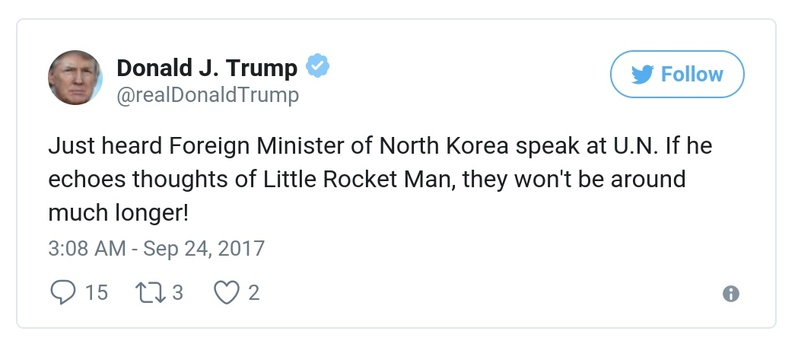 Donald J. Trump
Follow
@realDonaldTrump
Just heard Foreign Minister of North Korea speak at U.N. If he
echoes thoughts of Little Rocket Man, they won't be around
much longer!
3:08 AM - Sep 24, 2017
15 3 2